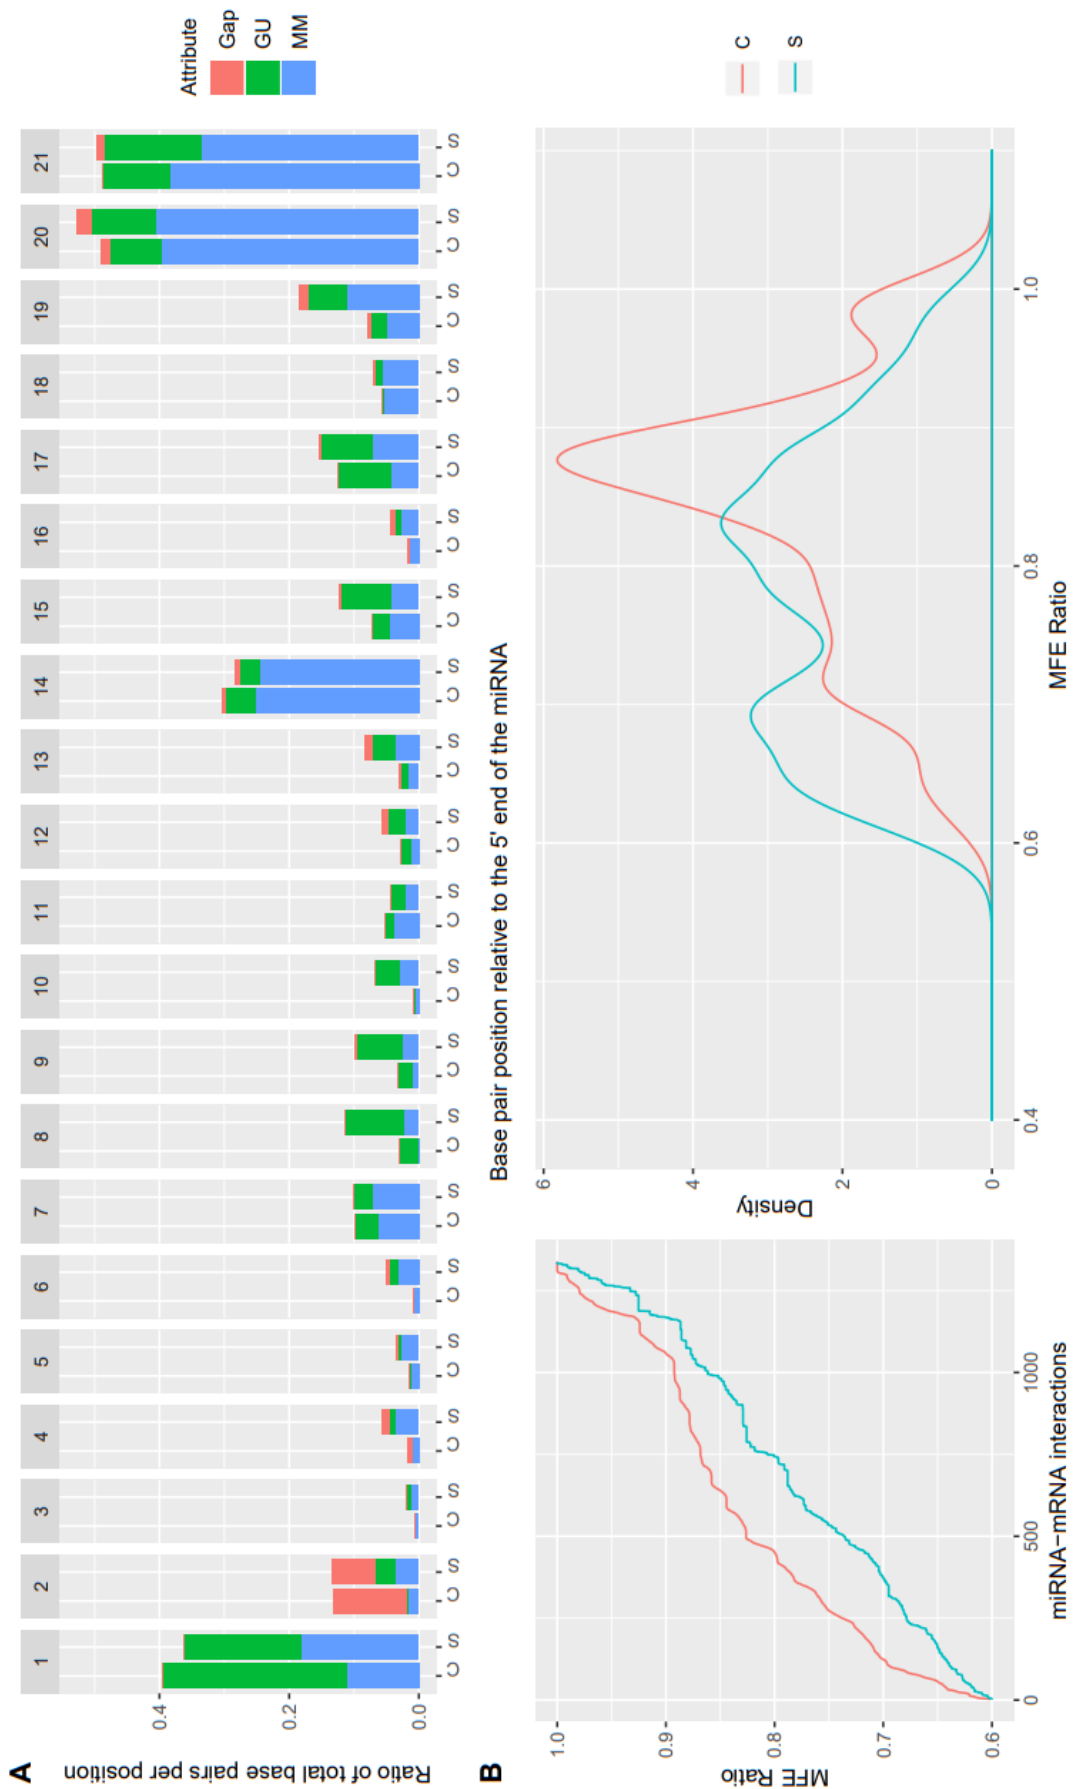 A
1 2 3 4 5 6 7 8 9 10 11 12 13 14 15 16 17 18 19 20 21
Ratio of total base pairs per position
0.4
0.2
0.0
C S C S C S C S C S C S C S C S C S C S C S C S C S C S C S C S C S C S C S C S C S
Base pair position relative to the 5' end of the miRNA
Attribute
Gap
GU
MM
B
MFE Ratio
1.0
0.9
0.8
0.7
0.6
0 500 1000
miRNA−mRNA interactions
Density
6
4
2
0
0.4 0.6 0.8 1.0
MFE Ratio
C
S